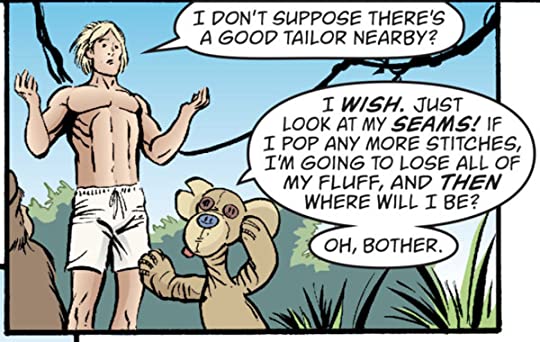 I DON'T SUPPOSE THERE'S
A GOOD TAILOR NEARBY?
I WISH. JUST
LOOK AT MY SEAMS! IF
I POP ANY MORE STITCHES,
I'M GOING TO LOSE ALL OF
MY FLUFF, AND THEN
WHERE WILL I BE?
OH, BOTHER.